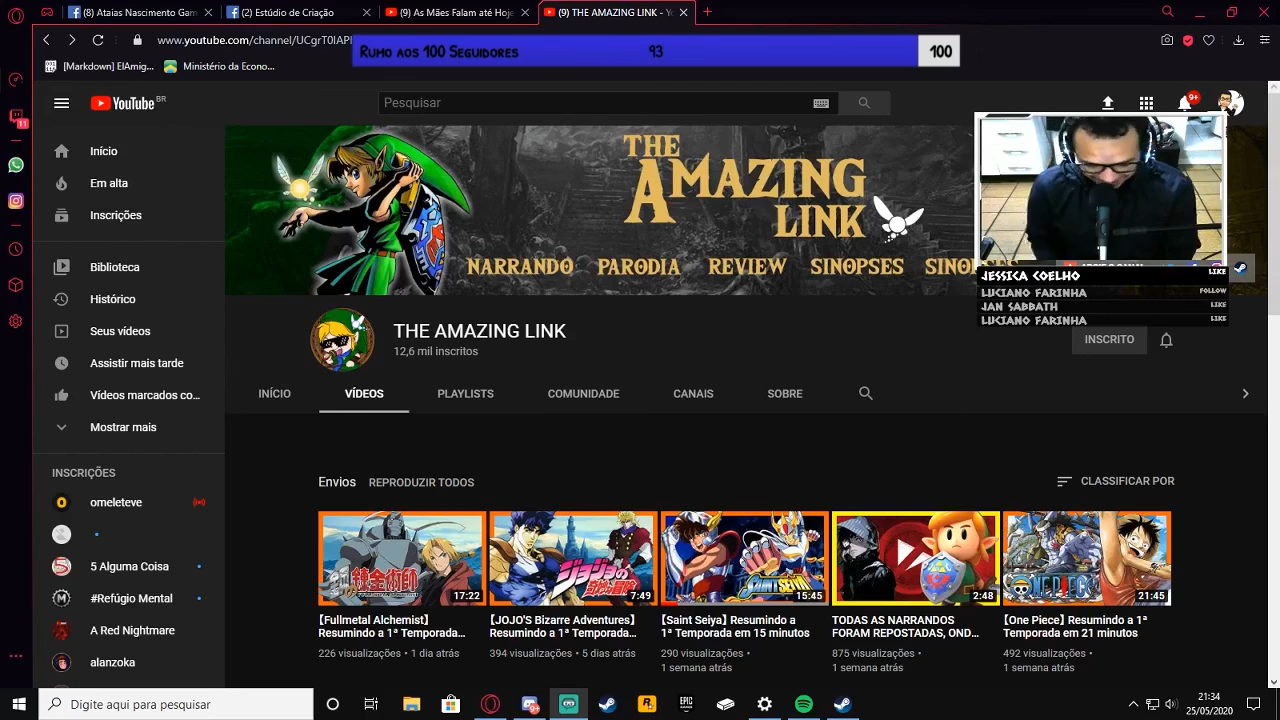 (2) Ataias Nascimento Gam
(2) Estúdio de Criação
(9) As Mães Falam até Hoje
(9) THE AMAZING LINK - Yo
www.youtube.com/channel/UCgrT0IAPI
Rumo aos 100 Seguidores
93
100
[Markdown] ElAmig...
Ministério da Econo...
YouTube BR
Pesquisar
9+
Início
Em alta
Inscrições
Biblioteca
Histórico
Seus vídeos
Assistir mais tarde
Vídeos marcados co...
Mostrar mais
INSCRIÇÕES
omeleteve
5 Alguma Coisa
#Refúgio Mental
A Red Nightmare
alanzoka
11
THE
AMAZING
LINK
NARRANDO
PARODIA
REVIEW
SINOPSES
JESSICA COELHO LIKE
LUCIANO FARINHA FOLLOW
JAN SABBATH LIKE
LUCIANO FARINHA LIKE
THE AMAZING LINK
12,6 mil inscritos
INSCRITO
INÍCIO
VÍDEOS
PLAYLISTS
COMUNIDADE
CANAIS
SOBRE
Envios
REPRODUZIR TODOS
CLASSIFICAR POR
17:22
7:49
15:45
2:48
21:45
【Fullmetal Alchemist】
Resumindo a 1ª Temporada...
226 visualizações • 1 dia atrás
【JOJO'S Bizarre Adventures】
Resumindo a 1ª Temporada...
394 visualizações • 5 dias atrás
【Saint Seiya】 Resumindo a
1ª Temporada em 15 minutos
290 visualizações •
1 semana atrás
TODAS AS NARRANDOS
FORAM REPOSTADAS, OND...
875 visualizações •
1 semana atrás
【One Piece】 Resumindo a 1ª
Temporada em 21 minutos
492 visualizações •
1 semana atrás
Digite aqui para pesquisar
21:34
25/05/2020